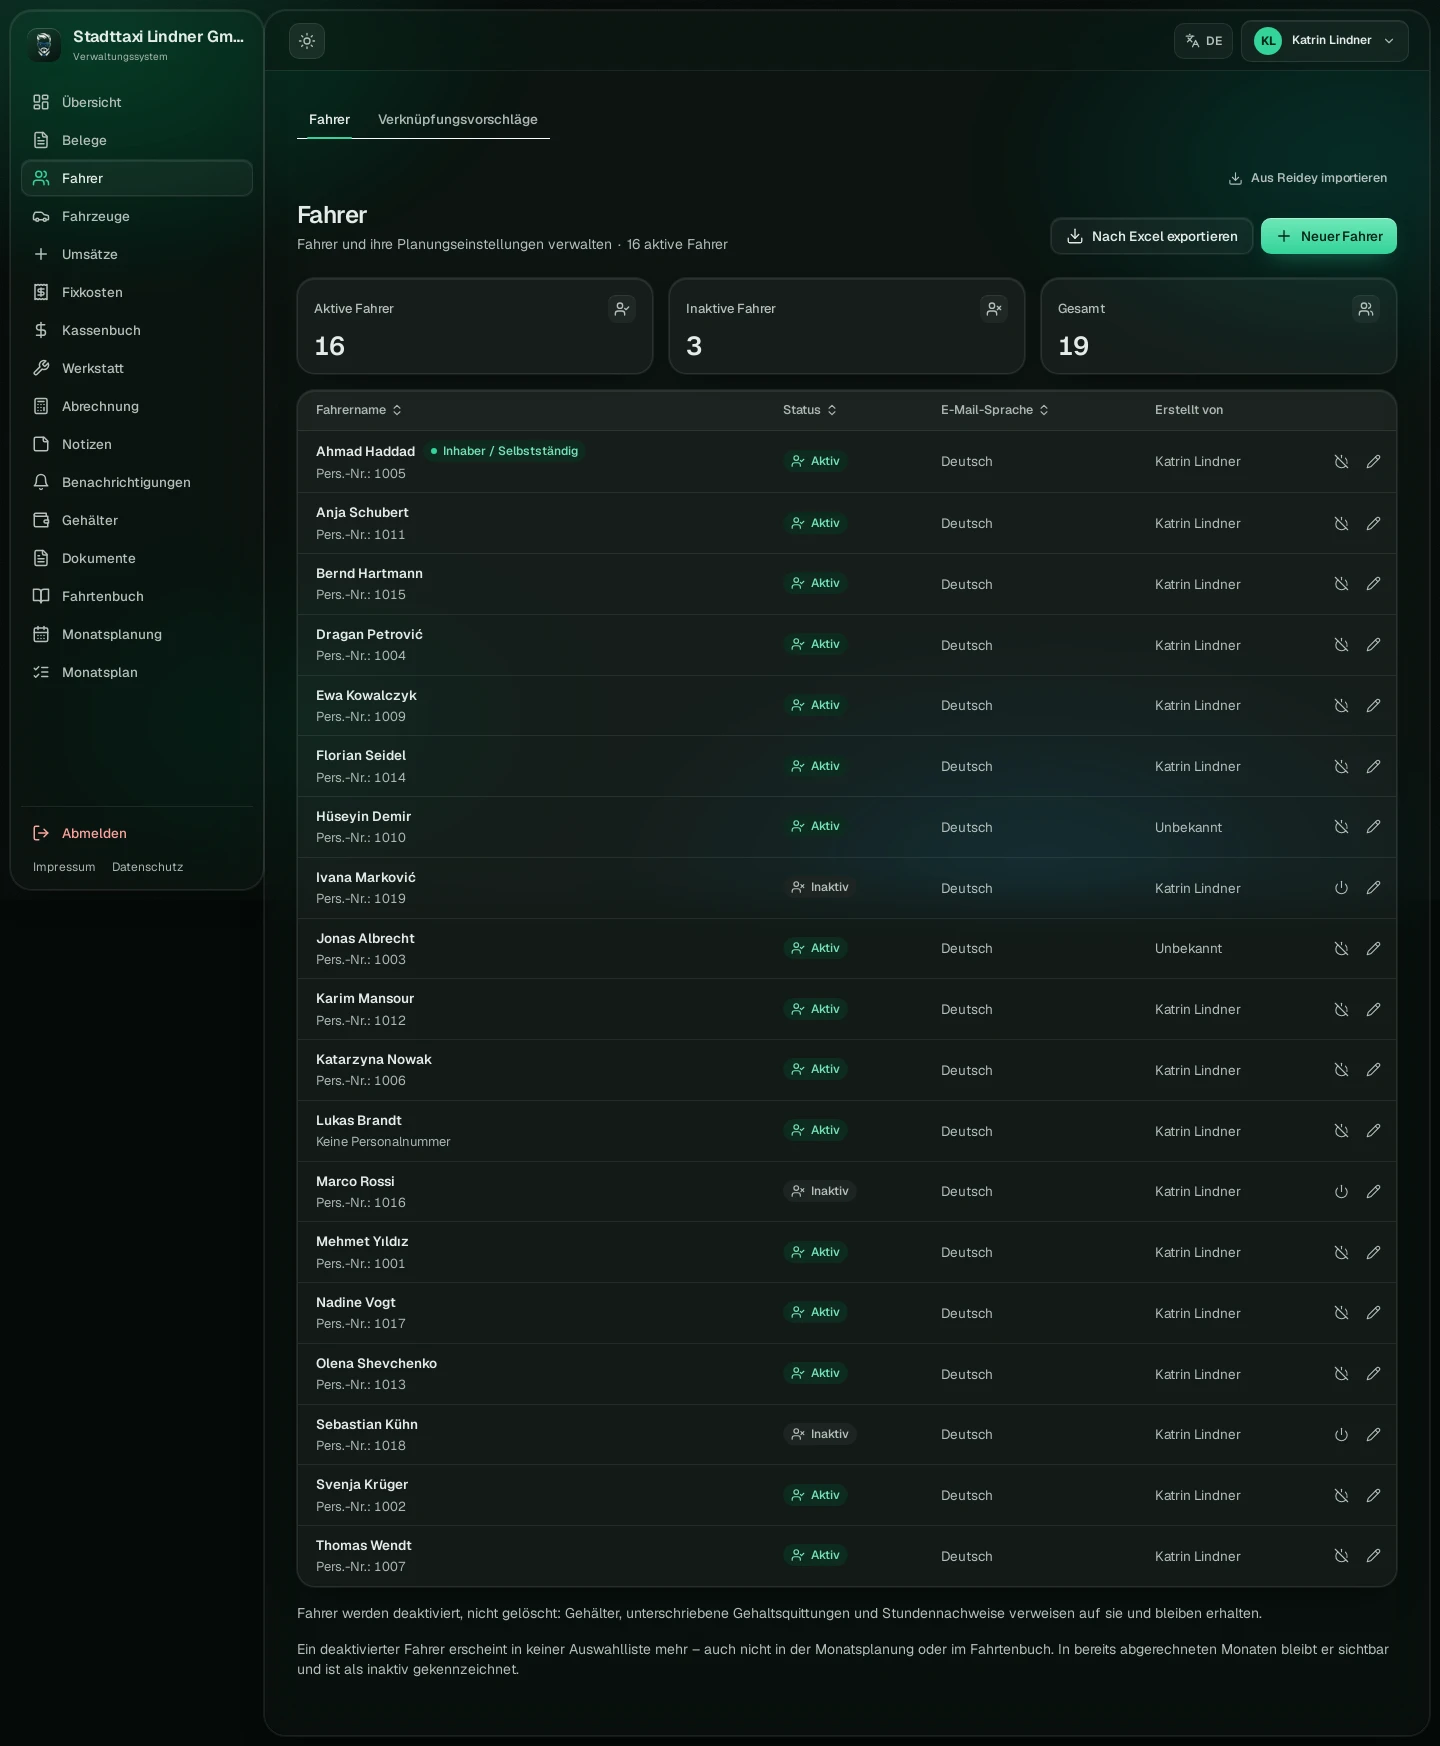 Stadttaxi Lindner Gm...
Verwaltungssystem
Übersicht
Belege
Fahrer
Fahrzeuge
Umsätze
Fixkosten
Kassenbuch
Werkstatt
Abrechnung
Notizen
Benachrichtigungen
Gehälter
Dokumente
Fahrtenbuch
Monatsplanung
Monatsplan
Abmelden
Impressum Datenschutz
DE KL Katrin Lindner
Fahrer Verknüpfungsvorschläge
Aus Reidey importieren
Fahrer
Fahrer und ihre Planungseinstellungen verwalten · 16 aktive Fahrer
Nach Excel exportieren Neuer Fahrer
Aktive Fahrer
16
Inaktive Fahrer
3
Gesamt
19
Fahrername Status E-Mail-Sprache Erstellt von
Ahmad Haddad Inhaber / Selbstständig
Pers.-Nr.: 1005
Aktiv Deutsch Katrin Lindner
Anja Schubert
Pers.-Nr.: 1011
Aktiv Deutsch Katrin Lindner
Bernd Hartmann
Pers.-Nr.: 1015
Aktiv Deutsch Katrin Lindner
Dragan Petrović
Pers.-Nr.: 1004
Aktiv Deutsch Katrin Lindner
Ewa Kowalczyk
Pers.-Nr.: 1009
Aktiv Deutsch Katrin Lindner
Florian Seidel
Pers.-Nr.: 1014
Aktiv Deutsch Katrin Lindner
Hüseyin Demir
Pers.-Nr.: 1010
Aktiv Deutsch Unbekannt
Ivana Marković
Pers.-Nr.: 1019
Inaktiv Deutsch Katrin Lindner
Jonas Albrecht
Pers.-Nr.: 1003
Aktiv Deutsch Unbekannt
Karim Mansour
Pers.-Nr.: 1012
Aktiv Deutsch Katrin Lindner
Katarzyna Nowak
Pers.-Nr.: 1006
Aktiv Deutsch Katrin Lindner
Lukas Brandt
Keine Personalnummer
Aktiv Deutsch Katrin Lindner
Marco Rossi
Pers.-Nr.: 1016
Inaktiv Deutsch Katrin Lindner
Mehmet Yıldız
Pers.-Nr.: 1001
Aktiv Deutsch Katrin Lindner
Nadine Vogt
Pers.-Nr.: 1017
Aktiv Deutsch Katrin Lindner
Olena Shevchenko
Pers.-Nr.: 1013
Aktiv Deutsch Katrin Lindner
Sebastian Kühn
Pers.-Nr.: 1018
Inaktiv Deutsch Katrin Lindner
Svenja Krüger
Pers.-Nr.: 1002
Aktiv Deutsch Katrin Lindner
Thomas Wendt
Pers.-Nr.: 1007
Aktiv Deutsch Katrin Lindner
Fahrer werden deaktiviert, nicht gelöscht: Gehälter, unterschriebene Gehaltsquittungen und Stundennachweise verweisen auf sie und bleiben erhalten.
Ein deaktivierter Fahrer erscheint in keiner Auswahlliste mehr – auch nicht in der Monatsplanung oder im Fahrtenbuch. In bereits abgerechneten Monaten bleibt er sichtbar
und ist als inaktiv gekennzeichnet.